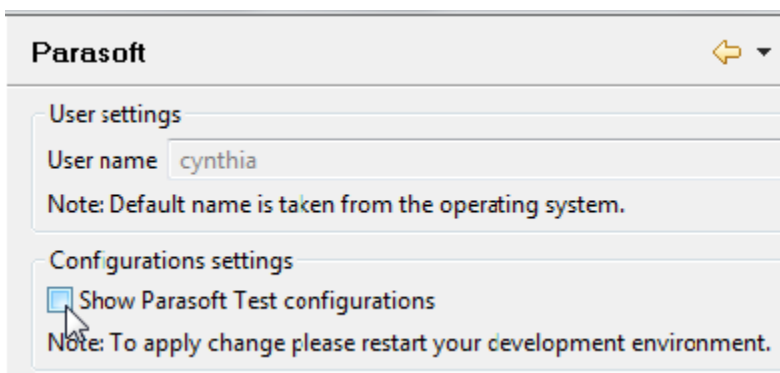 Parasoft
User settings
User name cynthia
Note: Default name is taken from the operating system.
Configurations settings
Show Parasoft Test configurations
Note: To apply change please restart your development environment.